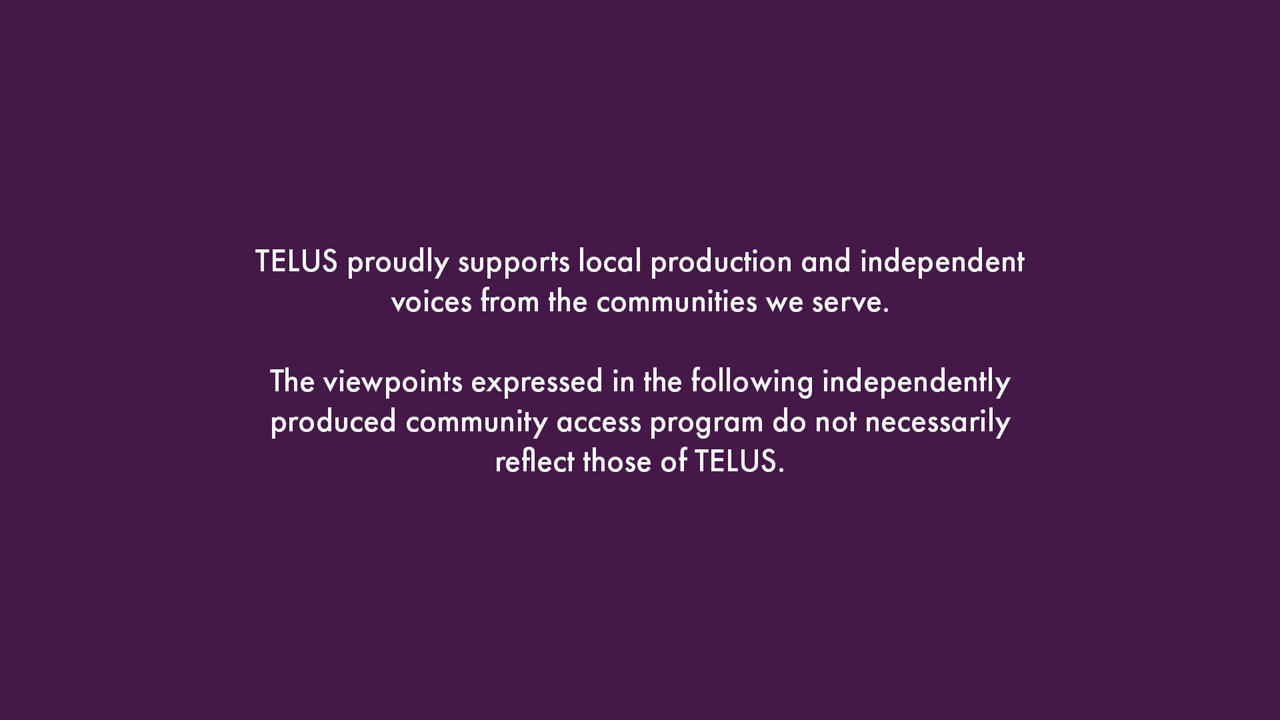 TELUS proudly supports local production and independent
voices from the communities we serve.
The viewpoints expressed in the following independently
produced community access program do not necessarily
reflect those of TELUS.